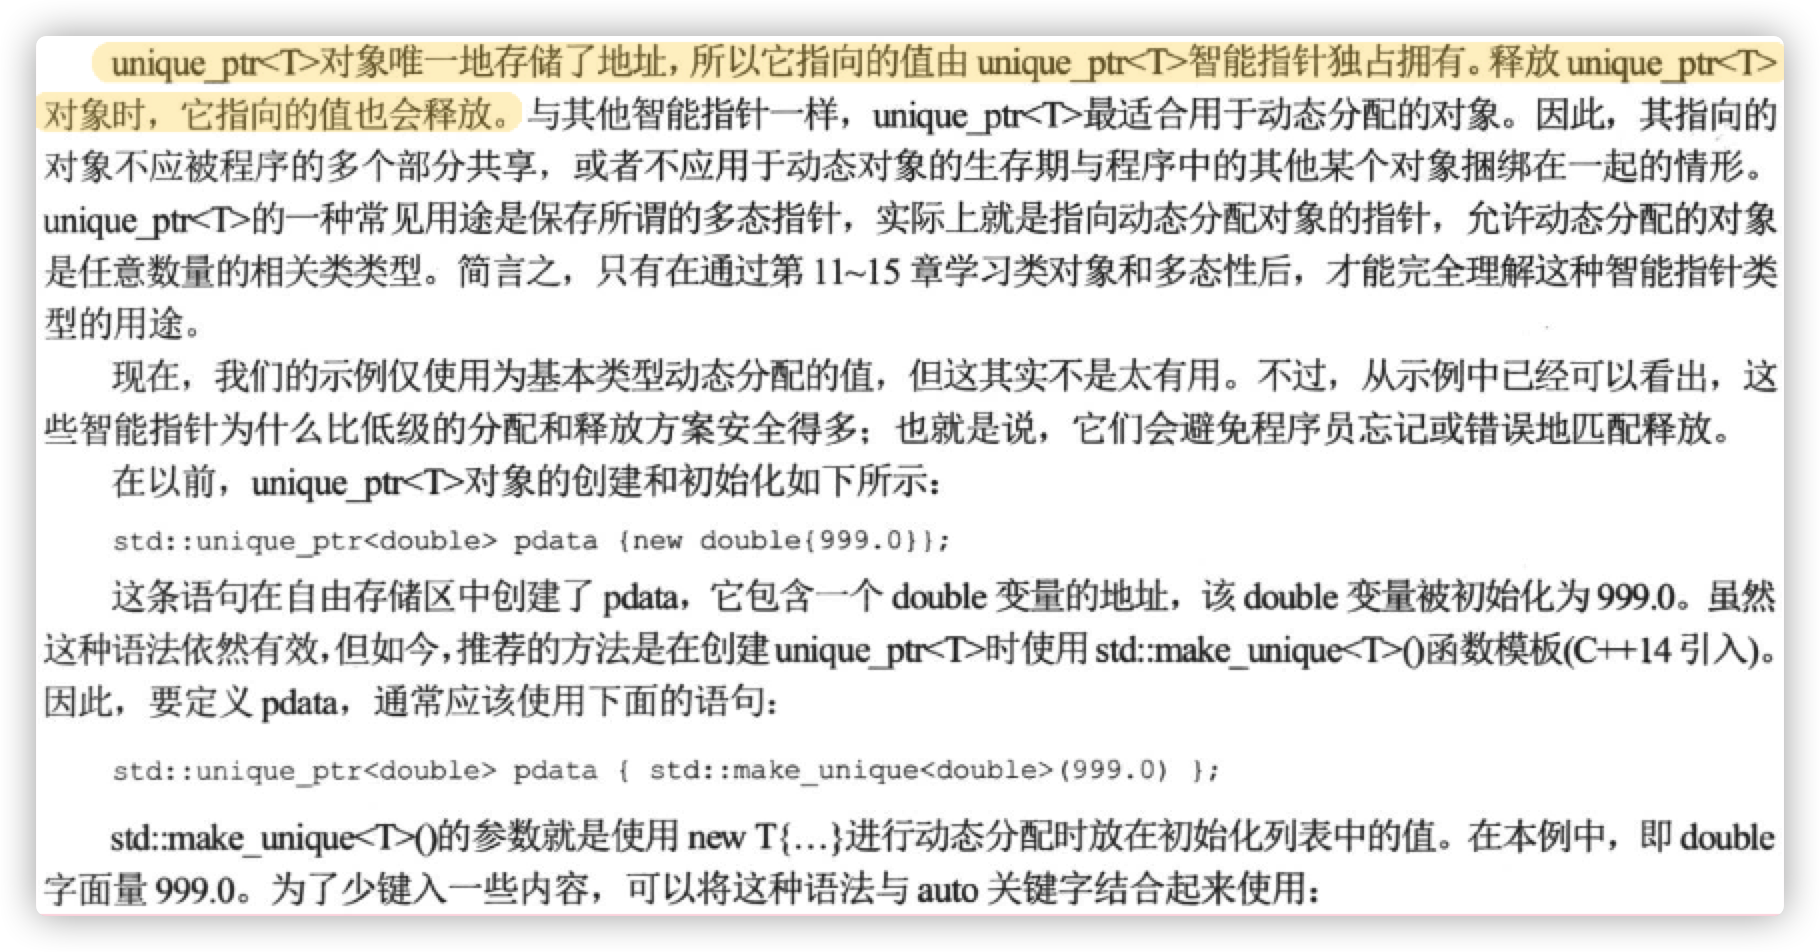 unique_ptr<T>对象唯一地存储了地址，所以它指向的值由 unique_ptr<T>智能指针独占拥有。释放 unique_ptr<T>
对象时，它指向的值也会释放。与其他智能指针一样，unique_ptr<T>最适合用于动态分配的对象。因此，其指向的
对象不应被程序的多个部分共享，或者不应用于动态对象的生存期与程序中的其他某个对象捆绑在一起的情形。
unique_ptr<T>的一种常见用途是保存所谓的多态指针，实际上就是指向动态分配对象的指针，允许动态分配的对象
是任意数量的相关类类型。简言之，只有在通过第 11~15 章学习类对象和多态性后，才能完全理解这种智能指针类
型的用途。
现在，我们的示例仅使用为基本类型动态分配的值，但这其实不是太有用。不过，从示例中已经可以看出，这
些智能指针为什么比低级的分配和释放方案安全得多；也就是说，它们会避免程序员忘记或错误地匹配释放。
在以前，unique_ptr<T>对象的创建和初始化如下所示：
std::unique_ptr<double> pdata {new double{999.0}};
这条语句在自由存储区中创建了 pdata，它包含一个 double 变量的地址，该 double 变量被初始化为 999.0。虽然
这种语法依然有效，但如今，推荐的方法是在创建 unique_ptr<T>时使用 std::make_unique<T>()函数模板(C++14 引入)。
因此，要定义 pdata，通常应该使用下面的语句：
std::unique_ptr<double> pdata { std::make_unique<double>(999.0) };
std::make_unique<T>()的参数就是使用 new T{…}进行动态分配时放在初始化列表中的值。在本例中，即 double
字面量 999.0。为了少键入一些内容，可以将这种语法与 auto 关键字结合起来使用：